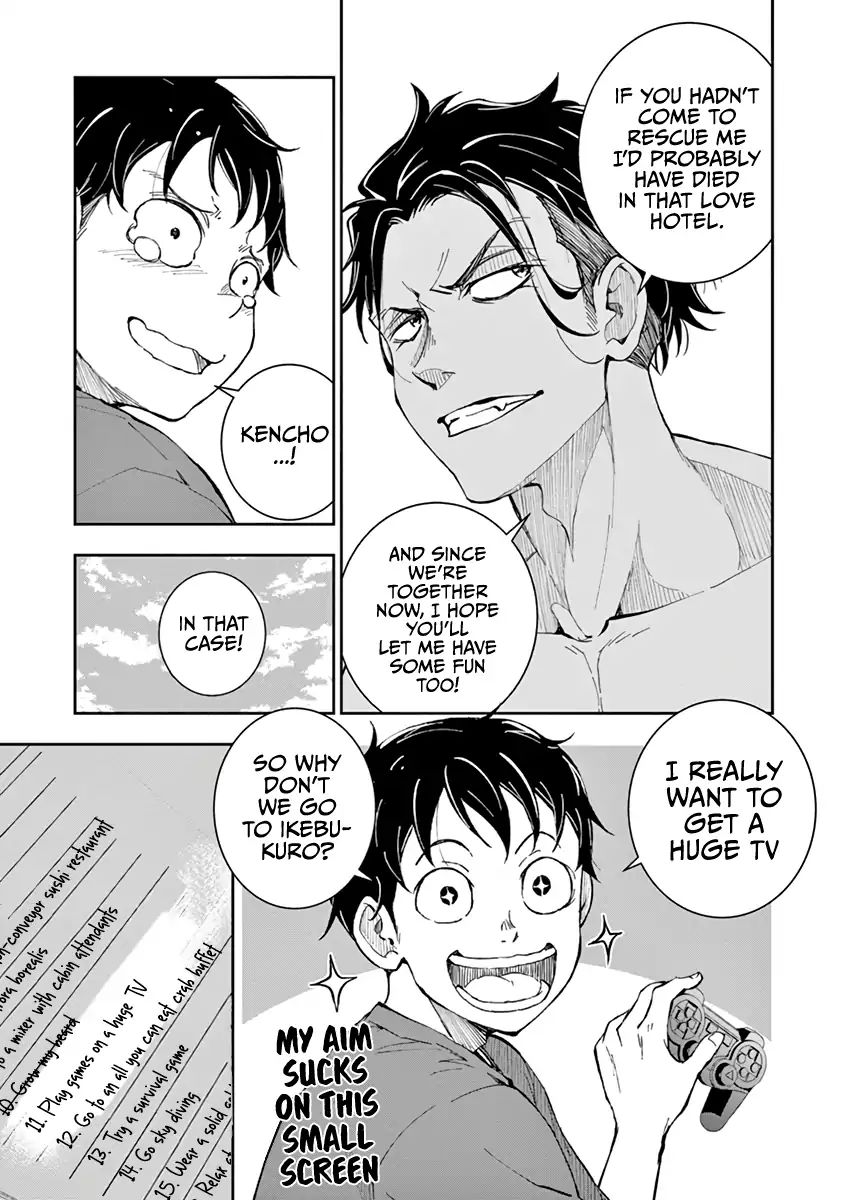 IF YOU HADN'T
COME TO
RESCUE ME
I'D PROBABLY
HAVE DIED
IN THAT LOVE
HOTEL.
KENCHO
...!
AND SINCE
WE'RE
TOGETHER
NOW, I HOPE
YOU'LL
LET ME HAVE
SOME FUN
TOO!
IN THAT
CASE!
I REALLY
WANT TO
GET A
HUGE TV
SO WHY
DON'T
WE GO
TO IKEBU-
KURO?
MY AIM
SUCKS
ON THIS
SMALL
SCREEN
-conveyor sushi restaurant
borealis
a mixer with cabin attendants
10. Grow my beard
11. Play games on a huge TV
12. Go to an all you can eat crab buffet
13. Try a survival game
14. Go sky diving
15. Wear a solid
Relax